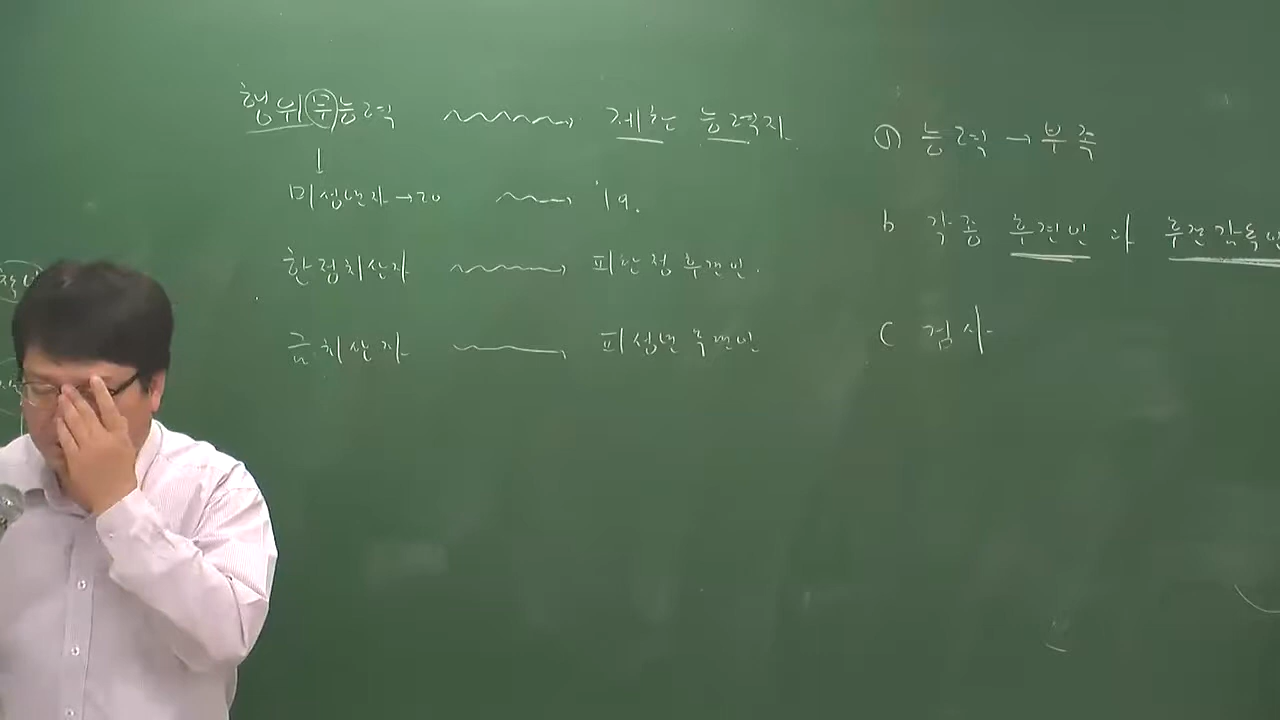 행위무능력 제한능력자
미성년자 → 20 19.
한정치산자 피한정후견인.
금치산자 피성년후견인
ⓐ 능력 → 부족
b 각종 후견인 과 후견감독인
c 검사